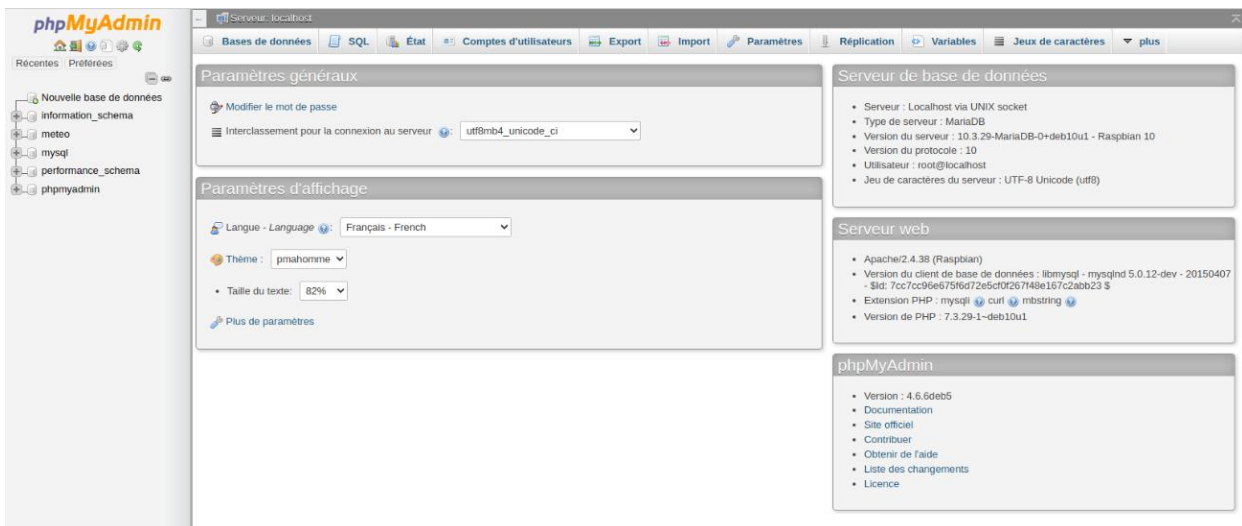 phpMyAdmin
Récentes Préférées
Nouvelle base de données
information_schema
meteo
mysql
performance_schema
phpmyadmin
Serveur: localhost
Bases de données SQL État Comptes d'utilisateurs Export Import Paramètres Réplication Variables Jeux de caractères plus
Paramètres généraux
Modifier le mot de passe
Interclassement pour la connexion au serveur : utf8mb4_unicode_ci
Paramètres d'affichage
Langue - Language : Français - French
Thème : pmahomme
Taille du texte: 82%
Plus de paramètres
Serveur de base de données
Serveur : Localhost via UNIX socket
Type de serveur : MariaDB
Version du serveur : 10.3.29-MariaDB-0+deb10u1 - Raspbian 10
Version du protocole : 10
Utilisateur : root@localhost
Jeu de caractères du serveur : UTF-8 Unicode (utf8)
Serveur web
Apache/2.4.38 (Raspbian)
Version du client de base de données : libmysql - mysqlnd 5.0.12-dev - 20150407
- $Id: 7cc7cc96e675f6d72e5cf0f267f48e167c2abb23 $
Extension PHP : mysqli curl mbstring
Version de PHP : 7.3.29-1~deb10u1
phpMyAdmin
Version : 4.6.6deb5
Documentation
Site officiel
Contribuer
Obtenir de l'aide
Liste des changements
Licence